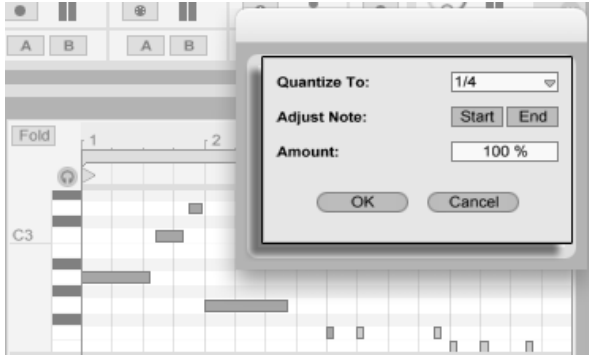 A B A B
Quantize To: 1/4
Adjust Note: Start End
Amount: 100 %
OK Cancel
Fold 1 2
C3